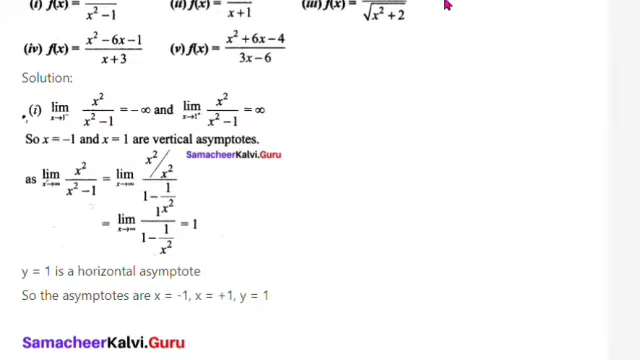 (i) f(x) = x² – 1 (ii) f(x) = x + 1 (iii) f(x) = √x² + 2
(iv) f(x) = x² – 6x – 1 / x + 3 (v) f(x) = x² + 6x – 4 / 3x – 6
Solution:
(i) lim x→1⁻ x² / x² – 1 = –∞ and lim x→1⁺ x² / x² – 1 = ∞
So x = –1 and x = 1 are vertical asymptotes.
SamacheerKalvi.Guru
as lim x→∞ x² / x² – 1 = lim x→∞ x²/x² / 1 – 1/x²
= lim x→∞ 1 / 1 – 1/x² = 1
y = 1 is a horizontal asymptote
So the asymptotes are x = -1, x = +1, y = 1
SamacheerKalvi.Guru